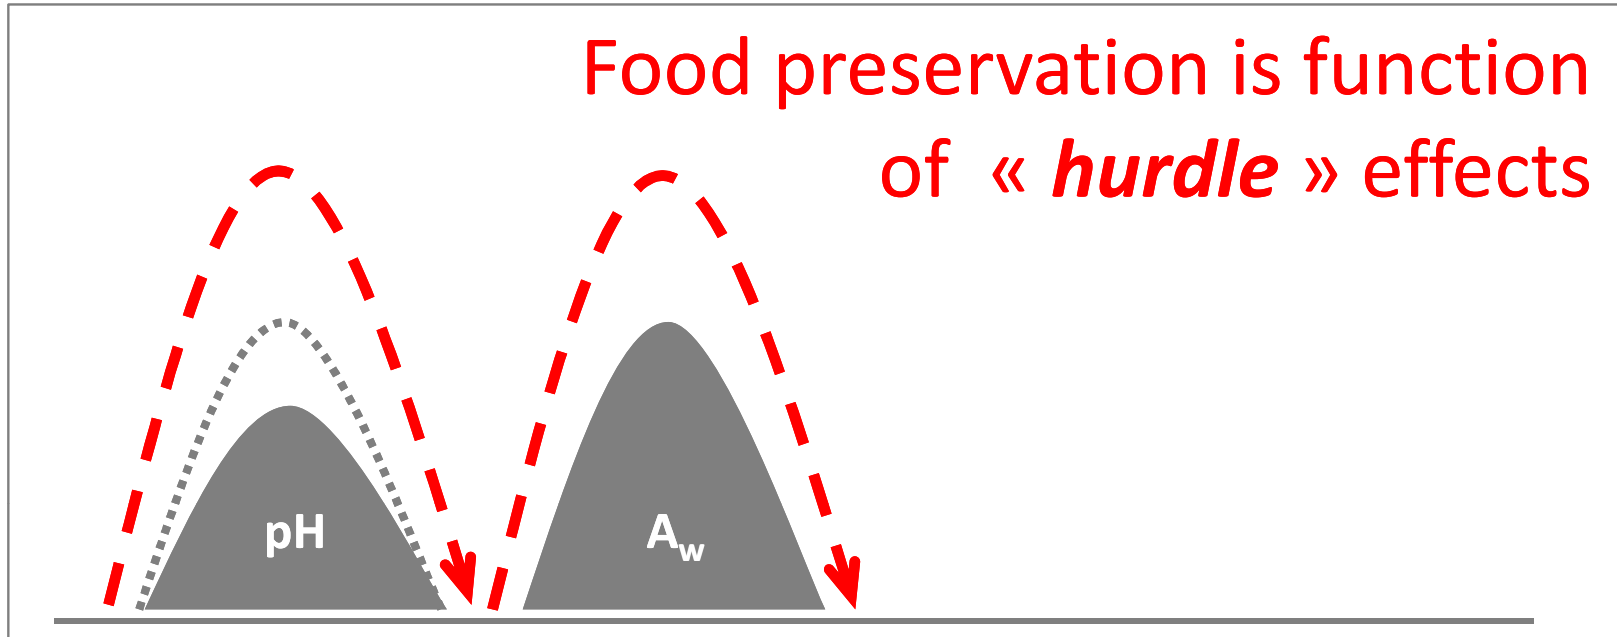 Food preservation is function
of « hurdle » effects
pH
Aw